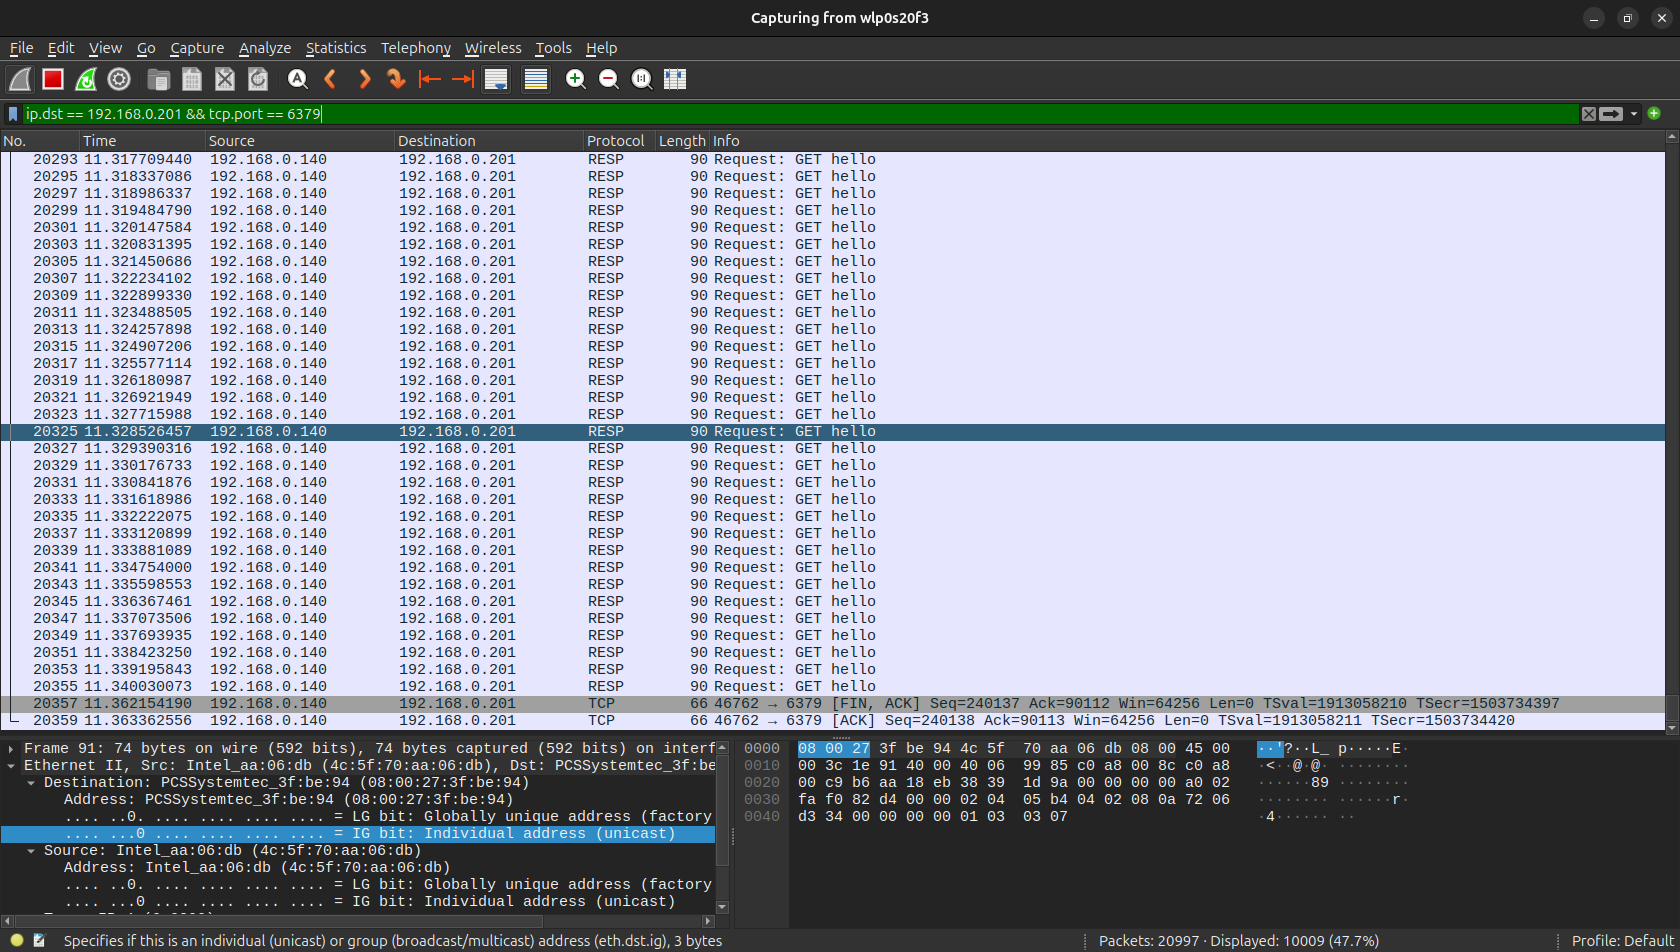 Capturing from wlp0s20f3
File Edit View Go Capture Analyze Statistics Telephony Wireless Tools Help
ip.dst == 192.168.0.201 && tcp.port == 6379
No. Time Source Destination Protocol Length Info
20293 11.317709440 192.168.0.140 192.168.0.201 RESP 90 Request: GET hello
20295 11.318337086 192.168.0.140 192.168.0.201 RESP 90 Request: GET hello
20297 11.318986337 192.168.0.140 192.168.0.201 RESP 90 Request: GET hello
20299 11.319484790 192.168.0.140 192.168.0.201 RESP 90 Request: GET hello
20301 11.320147584 192.168.0.140 192.168.0.201 RESP 90 Request: GET hello
20303 11.320831395 192.168.0.140 192.168.0.201 RESP 90 Request: GET hello
20305 11.321450686 192.168.0.140 192.168.0.201 RESP 90 Request: GET hello
20307 11.322234102 192.168.0.140 192.168.0.201 RESP 90 Request: GET hello
20309 11.322899330 192.168.0.140 192.168.0.201 RESP 90 Request: GET hello
20311 11.323488505 192.168.0.140 192.168.0.201 RESP 90 Request: GET hello
20313 11.324257898 192.168.0.140 192.168.0.201 RESP 90 Request: GET hello
20315 11.324907206 192.168.0.140 192.168.0.201 RESP 90 Request: GET hello
20317 11.325577114 192.168.0.140 192.168.0.201 RESP 90 Request: GET hello
20319 11.326180987 192.168.0.140 192.168.0.201 RESP 90 Request: GET hello
20321 11.326921949 192.168.0.140 192.168.0.201 RESP 90 Request: GET hello
20323 11.327715988 192.168.0.140 192.168.0.201 RESP 90 Request: GET hello
20325 11.328526457 192.168.0.140 192.168.0.201 RESP 90 Request: GET hello
20327 11.329390316 192.168.0.140 192.168.0.201 RESP 90 Request: GET hello
20329 11.330176733 192.168.0.140 192.168.0.201 RESP 90 Request: GET hello
20331 11.330841876 192.168.0.140 192.168.0.201 RESP 90 Request: GET hello
20333 11.331618986 192.168.0.140 192.168.0.201 RESP 90 Request: GET hello
20335 11.332222075 192.168.0.140 192.168.0.201 RESP 90 Request: GET hello
20337 11.333120899 192.168.0.140 192.168.0.201 RESP 90 Request: GET hello
20339 11.333881089 192.168.0.140 192.168.0.201 RESP 90 Request: GET hello
20341 11.334754000 192.168.0.140 192.168.0.201 RESP 90 Request: GET hello
20343 11.335598553 192.168.0.140 192.168.0.201 RESP 90 Request: GET hello
20345 11.336367461 192.168.0.140 192.168.0.201 RESP 90 Request: GET hello
20347 11.337073506 192.168.0.140 192.168.0.201 RESP 90 Request: GET hello
20349 11.337693935 192.168.0.140 192.168.0.201 RESP 90 Request: GET hello
20351 11.338423250 192.168.0.140 192.168.0.201 RESP 90 Request: GET hello
20353 11.339195843 192.168.0.140 192.168.0.201 RESP 90 Request: GET hello
20355 11.340030073 192.168.0.140 192.168.0.201 RESP 90 Request: GET hello
20357 11.362154190 192.168.0.140 192.168.0.201 TCP 66 46762 → 6379 [FIN, ACK] Seq=240137 Ack=90112 Win=64256 Len=0 TSval=1913058210 TSecr=1503734397
20359 11.363362556 192.168.0.140 192.168.0.201 TCP 66 46762 → 6379 [ACK] Seq=240138 Ack=90113 Win=64256 Len=0 TSval=1913058211 TSecr=1503734420
Frame 91: 74 bytes on wire (592 bits), 74 bytes captured (592 bits) on interf
Ethernet II, Src: Intel_aa:06:db (4c:5f:70:aa:06:db), Dst: PCSSystemtec_3f:be
Destination: PCSSystemtec_3f:be:94 (08:00:27:3f:be:94)
Address: PCSSystemtec_3f:be:94 (08:00:27:3f:be:94)
.... ..0. .... .... .... .... = LG bit: Globally unique address (factory
.... ...0 .... .... .... .... = IG bit: Individual address (unicast)
Source: Intel_aa:06:db (4c:5f:70:aa:06:db)
Address: Intel_aa:06:db (4c:5f:70:aa:06:db)
.... ..0. .... .... .... .... = LG bit: Globally unique address (factory
.... ...0 .... .... .... .... = IG bit: Individual address (unicast)
0000 08 00 27 3f be 94 4c 5f 70 aa 06 db 08 00 45 00 ··'?··L_ p·····E·
0010 00 3c 1e 91 40 00 40 06 99 85 c0 a8 00 8c c0 a8 ·<··@·@· ········
0020 00 c9 b6 aa 18 eb 38 39 1d 9a 00 00 00 00 a0 02 ······89 ········
0030 fa f0 82 d4 00 00 02 04 05 b4 04 02 08 0a 72 06 ········ ······r·
0040 d3 34 00 00 00 00 01 03 03 07 ·4······ ··
Specifies if this is an individual (unicast) or group (broadcast/multicast) address (eth.dst.ig), 3 bytes
Packets: 20997 · Displayed: 10009 (47.7%)
Profile: Default